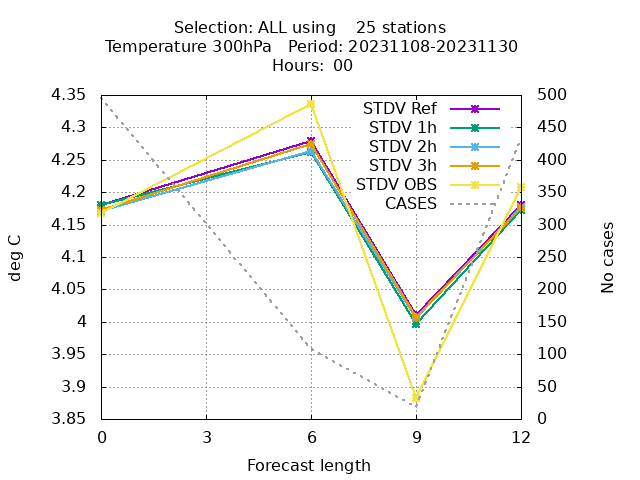 Selection: ALL using    25 stations
Temperature 300hPa   Period: 20231108-20231130
Hours:  00
4.35
4.3
4.25
4.2
4.15
4.1
4.05
4
3.95
3.9
3.85
deg C
STDV Ref
STDV 1h
STDV 2h
STDV 3h
STDV OBS
CASES
500
450
400
350
300
250
200
150
100
50
0
No cases
0 3 6 9 12
Forecast length